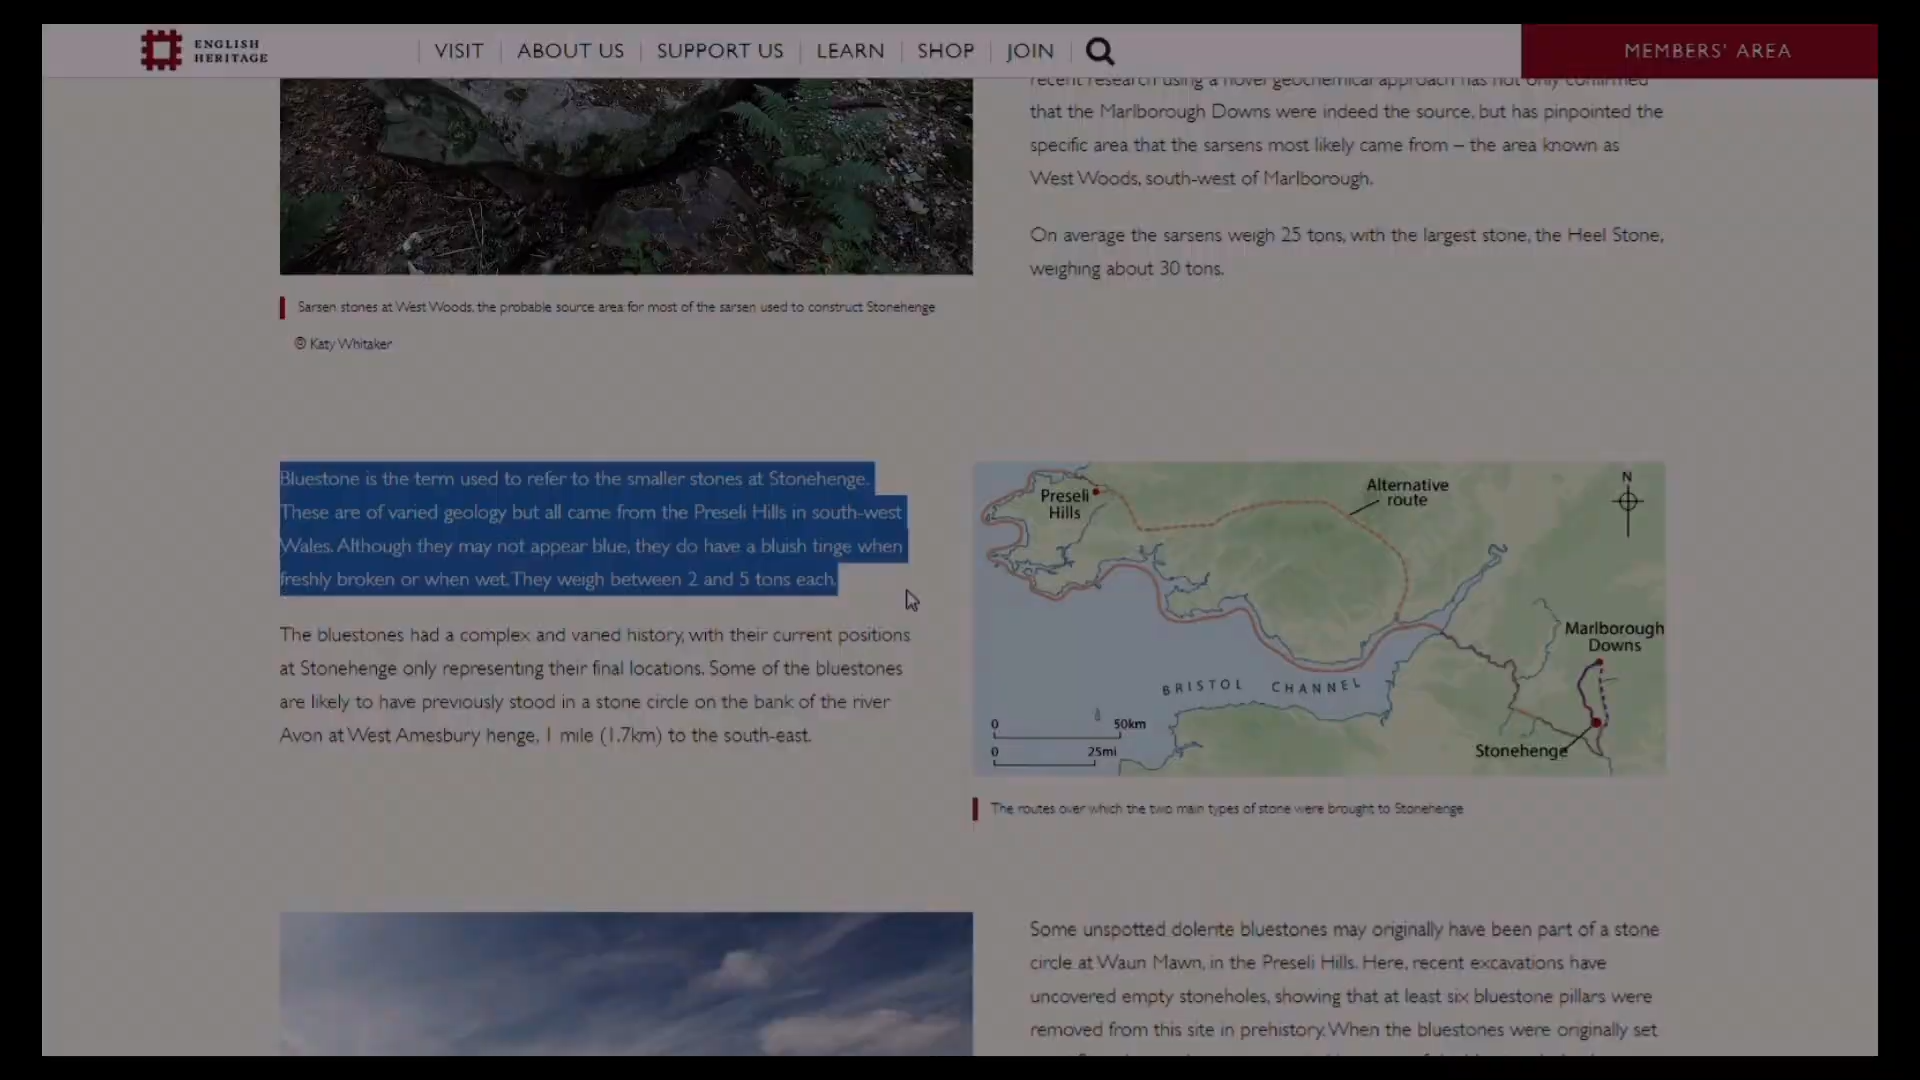 ENGLISH
HERITAGE
VISIT
ABOUT US
SUPPORT US
LEARN
SHOP
JOIN
MEMBERS' AREA
recent research using a novel geochemical approach has not only confirmed
that the Marlborough Downs were indeed the source, but has pinpointed the
specific area that the sarsens most likely came from – the area known as
West Woods, south-west of Marlborough.
On average the sarsens weigh 25 tons, with the largest stone, the Heel Stone,
weighing about 30 tons.
Sarsen stones at West Woods, the probable source area for most of the sarsen used to construct Stonehenge
© Katy Whitaker
Bluestone is the term used to refer to the smaller stones at Stonehenge.
These are of varied geology but all came from the Preseli Hills in south-west
Wales. Although they may not appear blue, they do have a bluish tinge when
freshly broken or when wet. They weigh between 2 and 5 tons each.
The bluestones had a complex and varied history, with their current positions
at Stonehenge only representing their final locations. Some of the bluestones
are likely to have previously stood in a stone circle on the bank of the river
Avon at West Amesbury henge, 1 mile (1.7km) to the south-east.
Preseli
Hills
Alternative
route
N
Marlborough
Downs
BRISTOL CHANNEL
0 50km
0 25mi
Stonehenge
The routes over which the two main types of stone were brought to Stonehenge
Some unspotted dolerite bluestones may originally have been part of a stone
circle at Waun Mawn, in the Preseli Hills. Here, recent excavations have
uncovered empty stoneholes, showing that at least six bluestone pillars were
removed from this site in prehistory. When the bluestones were originally set